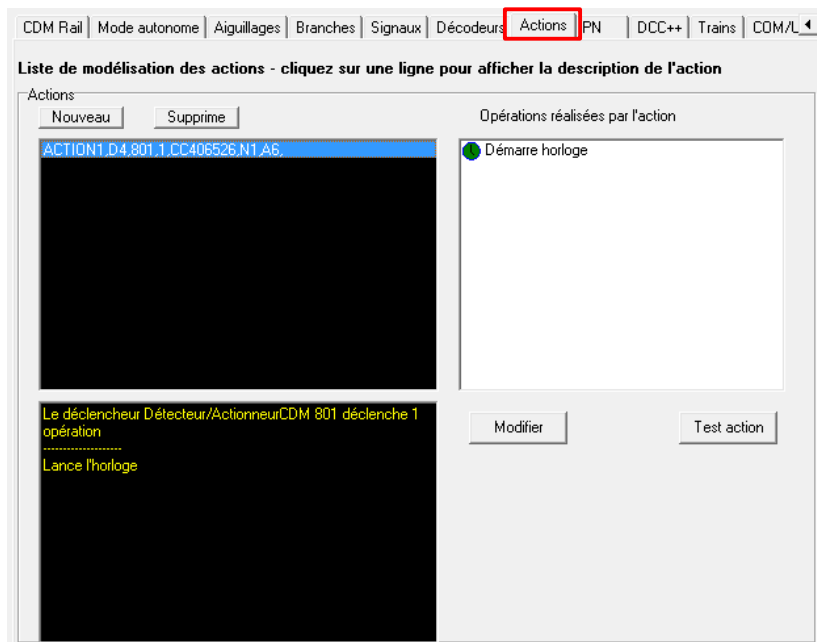 CDM Rail Mode autonome Aiguillages Branches Signaux Décodeurs Actions PN DCC++ Trains COM/L
Liste de modélisation des actions - cliquez sur une ligne pour afficher la description de l'action
Actions
Nouveau Supprime Opérations réalisées par l'action
ACTION1,D4,801,1,CC406526,N1,A6, Démarre horloge
Le déclencheur Détecteur/ActionneurCDM 801 déclenche 1
opération
--------------------
Lance l'horloge
Modifier Test action